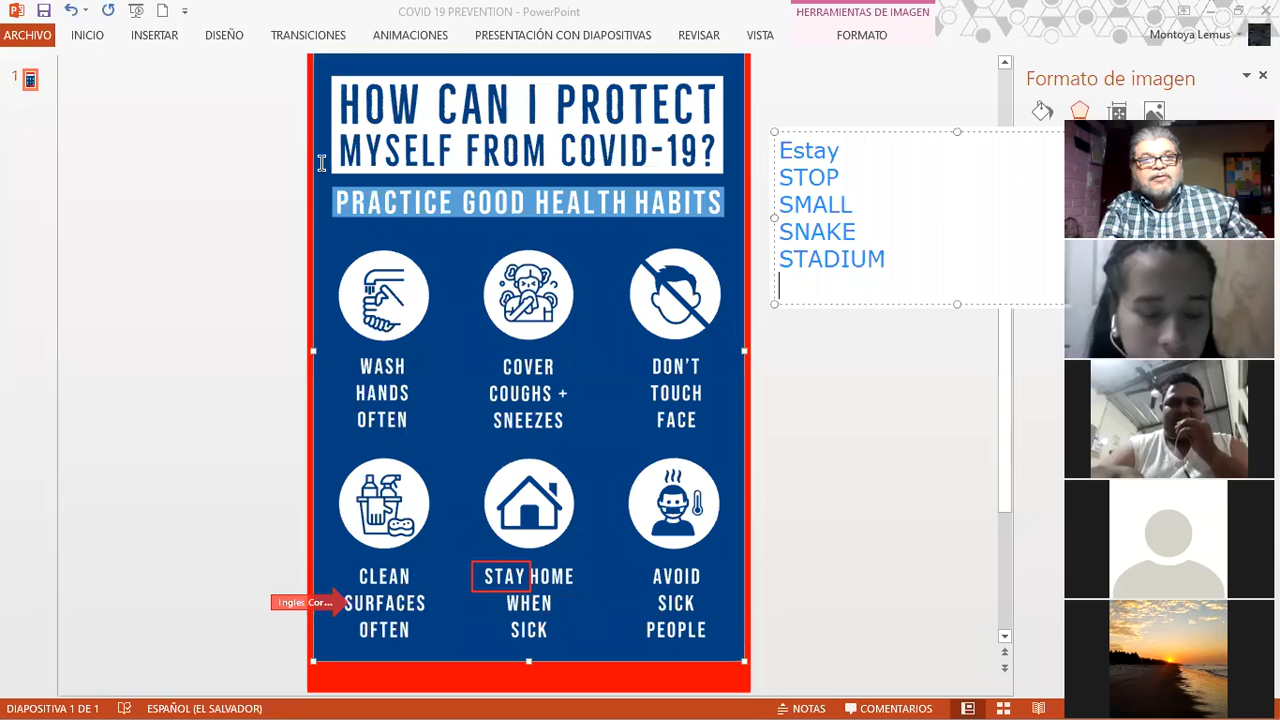 COVID 19 PREVENTION - PowerPoint
HERRAMIENTAS DE IMAGEN
ARCHIVO INICIO INSERTAR DISEÑO TRANSICIONES ANIMACIONES PRESENTACIÓN CON DIAPOSITIVAS REVISAR VISTA FORMATO Montoya Lemus
1
HOW CAN I PROTECT
MYSELF FROM COVID-19?
PRACTICE GOOD HEALTH HABITS
WASH
HANDS
OFTEN
COVER
COUGHS +
SNEEZES
DON'T
TOUCH
FACE
CLEAN
SURFACES
OFTEN
STAY HOME
WHEN
SICK
AVOID
SICK
PEOPLE
Ingles Cor...
Estay
STOP
SMALL
SNAKE
STADIUM
Formato de imagen
DIAPOSITIVA 1 DE 1 ESPAÑOL (EL SALVADOR) NOTAS COMENTARIOS